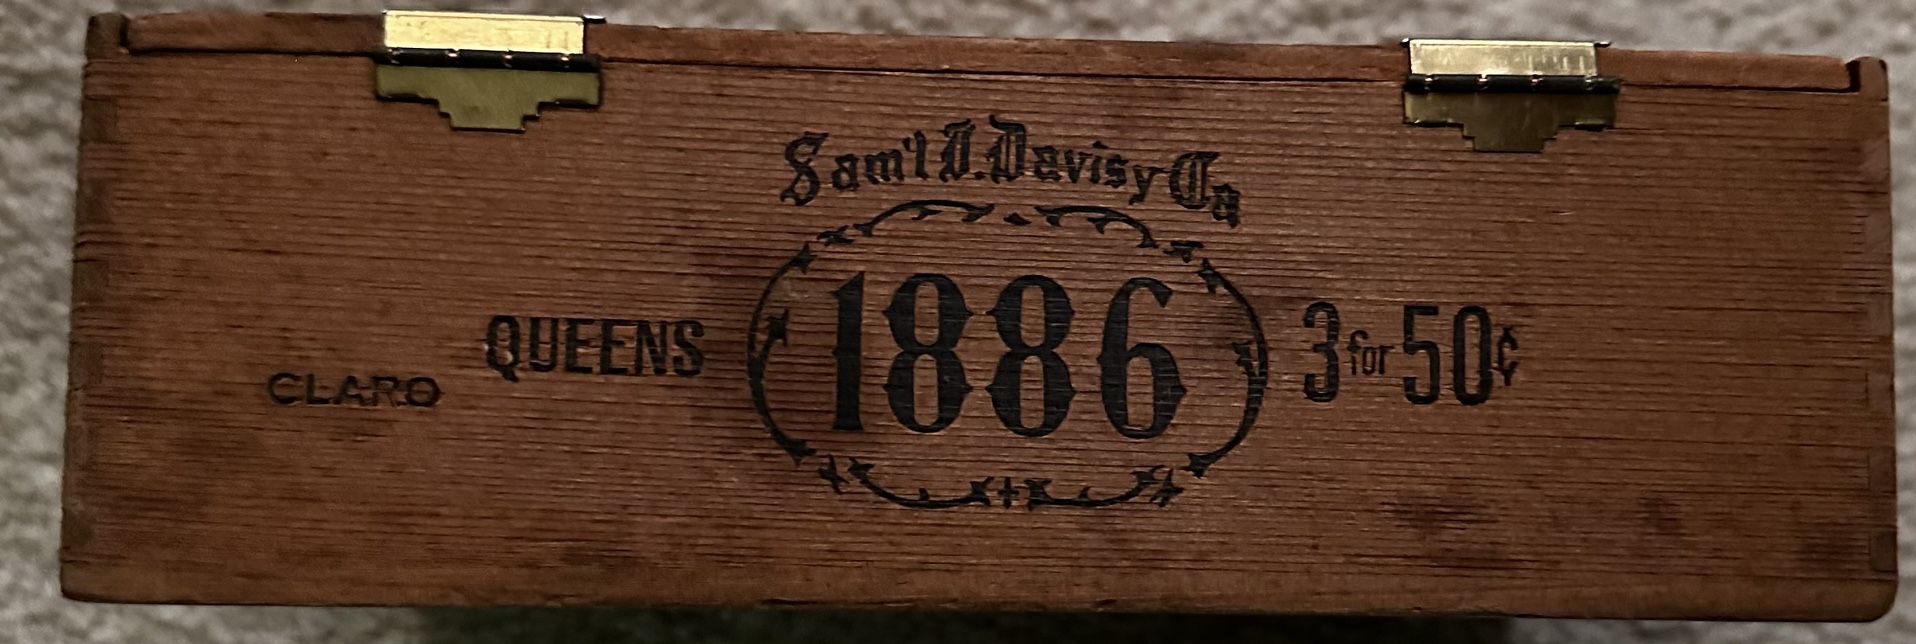 Sam'l I. Davis y Ca
1886
QUEENS
3 for 50¢
CLARO